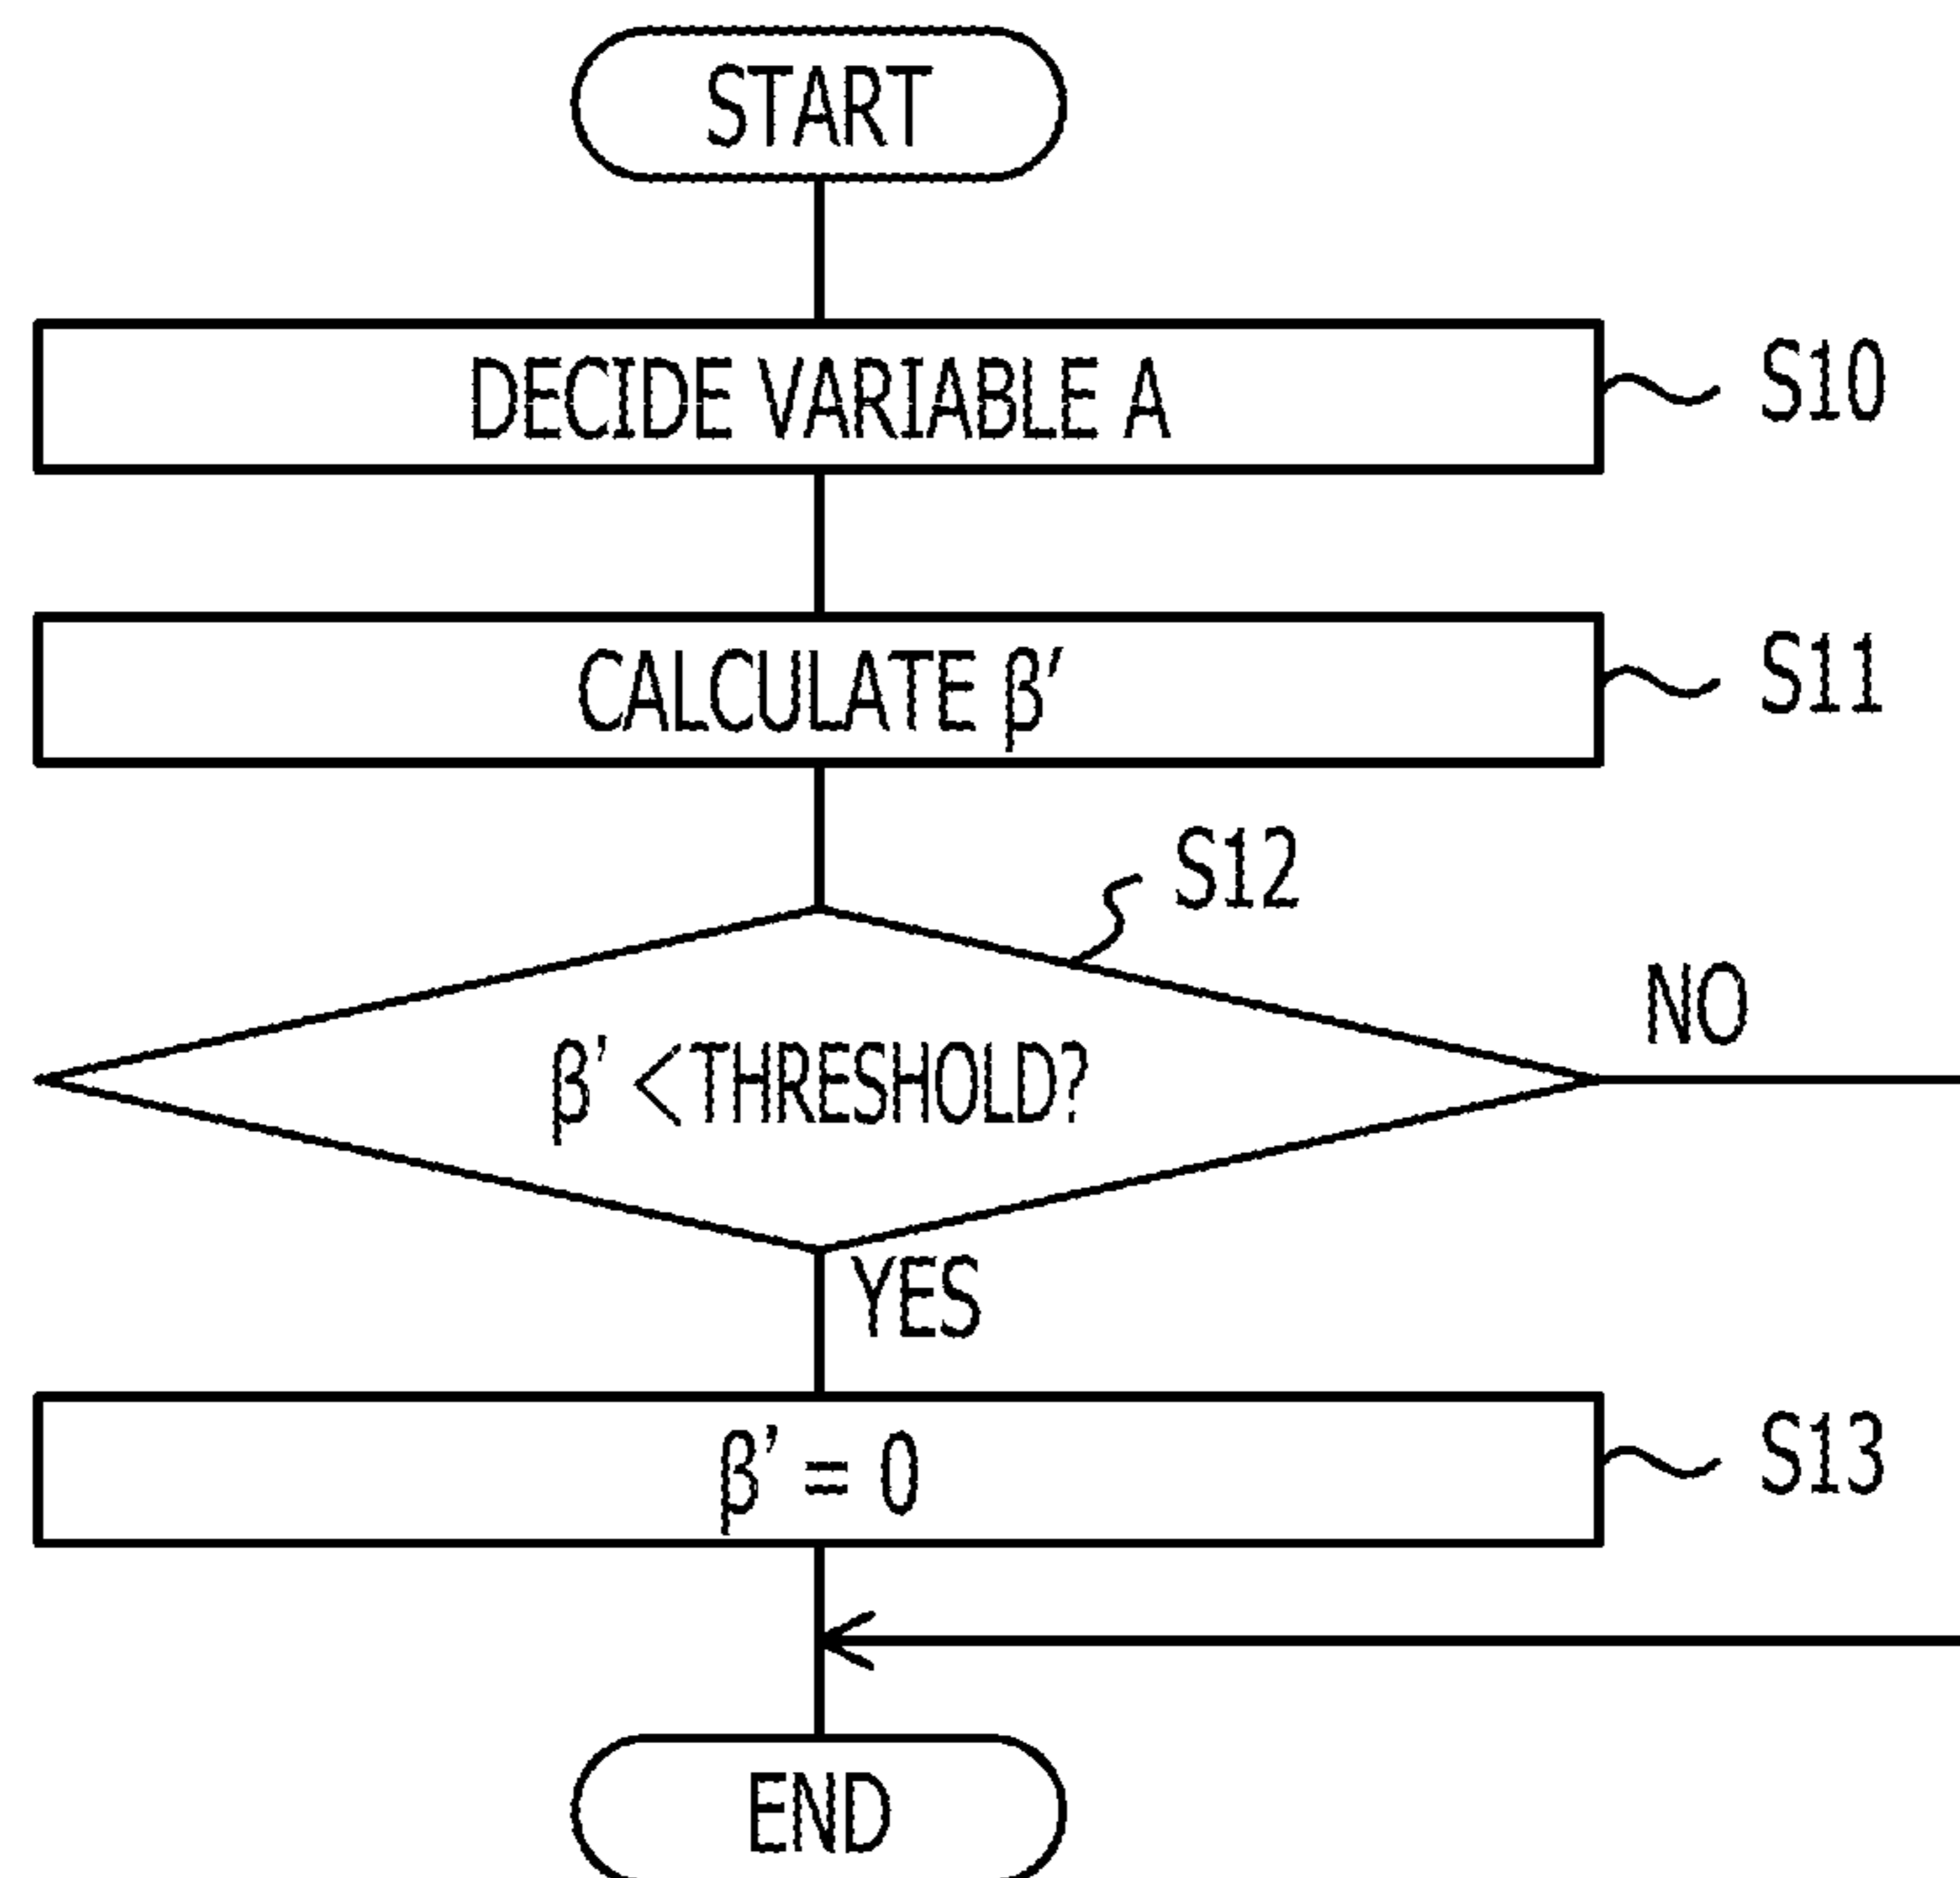 START
DECIDE VARIABLE A
S10
CALCULATE β′
S11
S12
β′ <THRESHOLD?
NO
YES
β′ = 0
S13
END